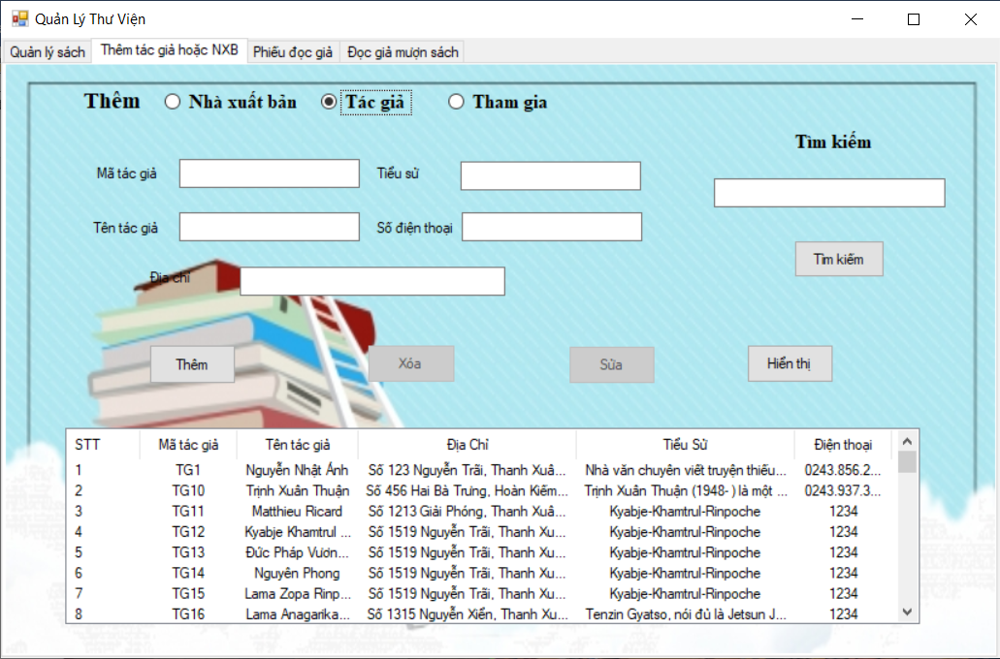 Quản Lý Thư Viện
Quản lý sách Thêm tác giả hoặc NXB Phiếu đọc giả Đọc giả mượn sách
Thêm Nhà xuất bản Tác giả Tham gia
Tìm kiếm
Mã tác giả Tiểu sử
Tên tác giả Số điện thoại
Tìm kiếm
Địa chỉ
Thêm Xóa Sửa Hiển thị
STT Mã tác giả Tên tác giả Địa Chỉ Tiểu Sử Điện thoại
1 TG1 Nguyễn Nhật Ánh Số 123 Nguyễn Trãi, Thanh Xuâ... Nhà văn chuyên viết truyện thiếu... 0243.856.2...
2 TG10 Trịnh Xuân Thuận Số 456 Hai Bà Trưng, Hoàn Kiếm... Trịnh Xuân Thuận (1948- ) là một ... 0243.937.3...
3 TG11 Matthieu Ricard Số 1213 Giải Phóng, Thanh Xuâ... Kyabje-Khamtrul-Rinpoche 1234
4 TG12 Kyabje Khamtrul ... Số 1519 Nguyễn Trãi, Thanh Xu... Kyabje-Khamtrul-Rinpoche 1234
5 TG13 Đức Pháp Vươn... Số 1519 Nguyễn Trãi, Thanh Xu... Kyabje-Khamtrul-Rinpoche 1234
6 TG14 Nguyên Phong Số 1519 Nguyễn Trãi, Thanh Xu... Kyabje-Khamtrul-Rinpoche 1234
7 TG15 Lama Zopa Rinp... Số 1519 Nguyễn Trãi, Thanh Xu... Kyabje-Khamtrul-Rinpoche 1234
8 TG16 Lama Anagarika... Số 1315 Nguyễn Xiển, Thanh Xu... Tenzin Gyatso, nói đủ là Jetsun J... 1234